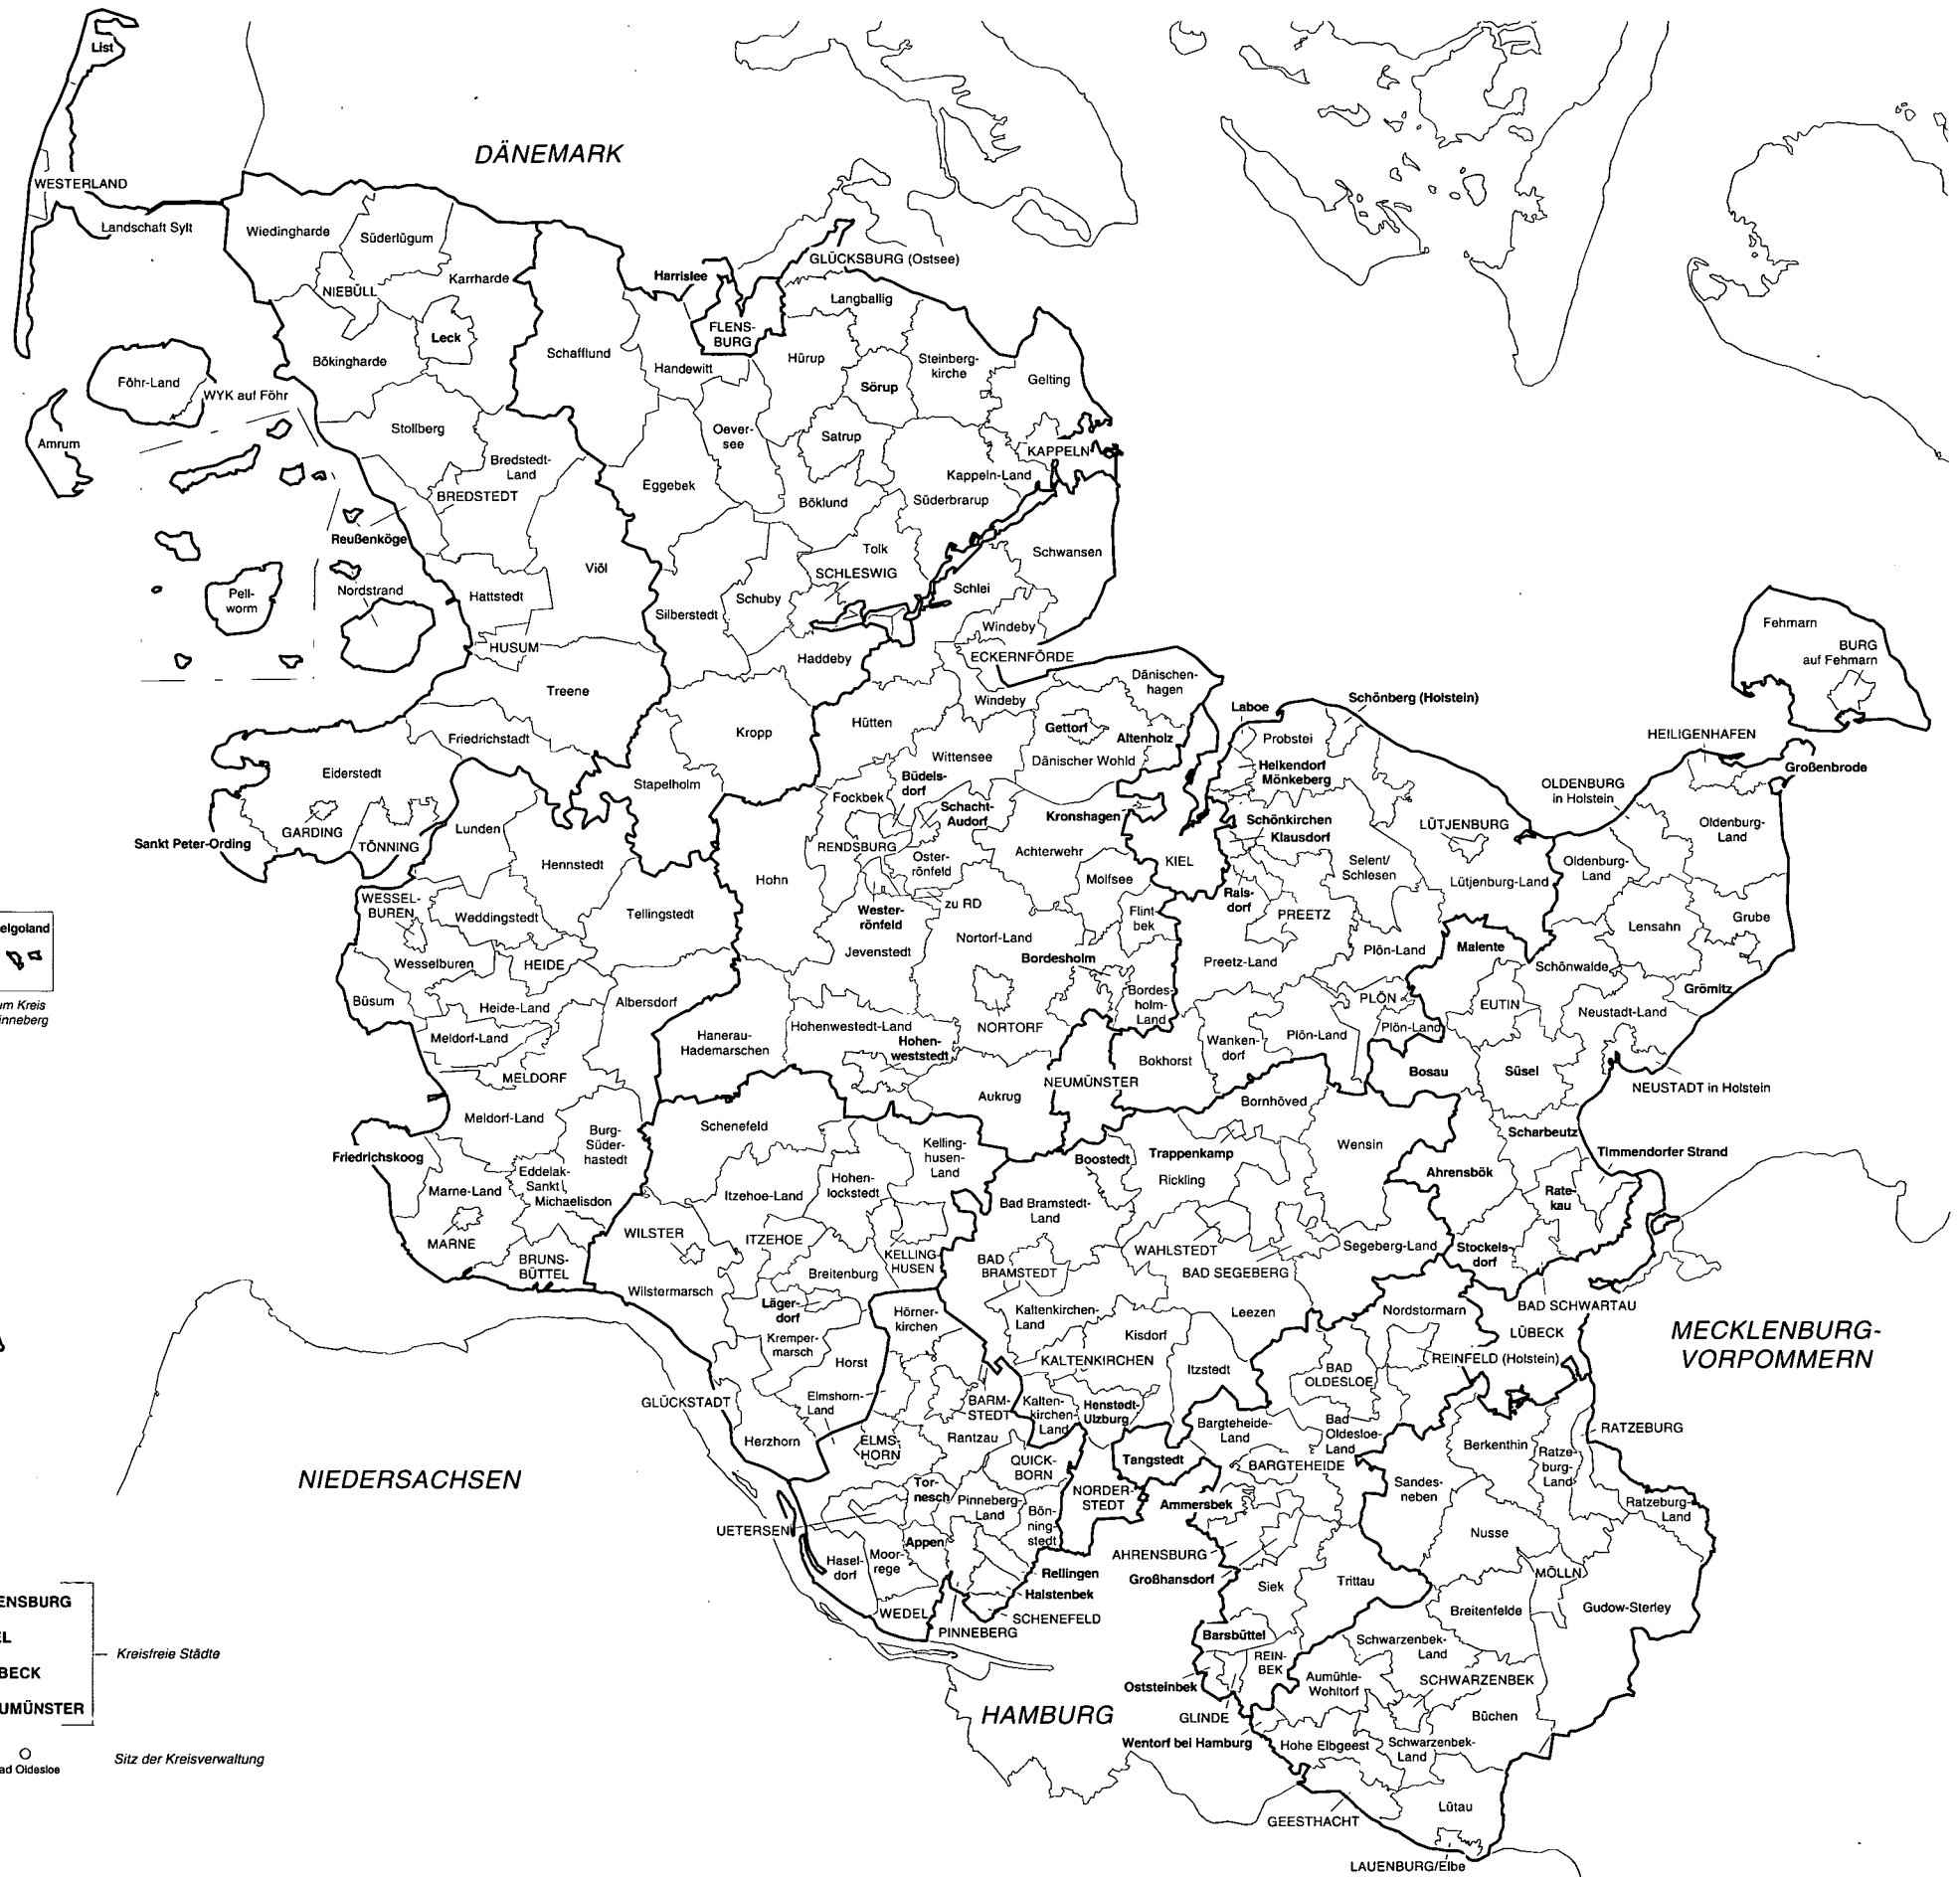 List
DÄNEMARK
WESTERLAND
Landschaft Sylt
Wiedingharde
Süderlügum
Karrharde
NIEBÜLL
Leck
Bökingharde
Föhr-Land
WYK auf Föhr
Amrum
Stollberg
Bredstedt-
Land
BREDSTEDT
Reußenköge
Pell-
worm
Nordstrand
Hattstedt
Viöl
HUSUM
Treene
Friedrichstadt
Eiderstedt
GARDING
TÖNNING
Sankt Peter-Ording
Harrislee
GLÜCKSBURG (Ostsee)
FLENS-
BURG
Langballig
Schafflund
Handewitt
Hürup
Sörup
Steinberg-
kirche
Gelting
Oever-
see
Satrup
KAPPELN
Kappeln-Land
Eggebek
Böklund
Süderbrarup
Tolk
SCHLESWIG
Schuby
Silberstedt
Schlei
Schwansen
Windeby
ECKERNFÖRDE
Haddeby
Kropp
Stapelholm
Hütten
Windeby
Dänischen-
hagen
Gettorf
Altenholz
Wittensee
Dänischer Wohld
Büdels-
dorf
Fockbek
Schacht-
Audorf
Kronshagen
RENDSBURG
Oster-
rönfeld
Achterwehr
KIEL
Molfsee
Hohn
Wester-
rönfeld
zu RD
Flint-
bek
Jevenstedt
Nortorf-Land
Bordesholm
Bordes-
holm-
Land
NORTORF
Hohenwestedt-Land
Hohen-
weststedt
Hanerau-
Hademarschen
Aukrug
NEUMÜNSTER
Bokhorst
Laboe
Schönberg (Holstein)
Probstei
Heikendorf
Mönkeberg
Schönkirchen
Klausdorf
Rais-
dorf
Selent/
Schlesen
LÜTJENBURG
Lütjenburg-Land
PREETZ
Preetz-Land
Plön-Land
PLÖN
Plön-Land
Wanken-
dorf
Plön-Land
Fehmarn
BURG
auf Fehmarn
HEILIGENHAFEN
Großenbrode
OLDENBURG
in Holstein
Oldenburg-
Land
Oldenburg-
Land
Lensahn
Grube
Malente
Schönwalde
Grömitz
EUTIN
Neustadt-Land
Bosau
Süsel
NEUSTADT in Holstein
Scharbeutz
Timmendorfer Strand
Ahrensbök
Rate-
kau
Stockels-
dorf
BAD SCHWARTAU
Lunden
Hennstedt
WESSEL-
BUREN
Weddingstedt
Tellingstedt
Wesselburen
HEIDE
Büsum
Heide-Land
Albersdorf
Meldorf-Land
MELDORF
Meldorf-Land
Burg-
Süder-
hastedt
Friedrichskoog
Eddelak-
Sankt
Michaelisdon
Marne-Land
MARNE
BRUNS-
BÜTTEL
elgoland
um Kreis
inneberg
Schenefeld
Kelling-
husen-
Land
Hohen-
lockstedt
Itzehoe-Land
WILSTER
ITZEHOE
KELLING
HUSEN
Breitenburg
Wilstermarsch
Läger-
dorf
Kremper-
marsch
Horst
GLÜCKSTADT
Elmshorn-
Land
Herzhorn
Bornhöved
Boostedt
Trappenkamp
Wensin
Rickling
Bad Bramstedt-
Land
WAHLSTEDT
Segeberg-Land
BAD
BRAMSTEDT
BAD SEGEBERG
Kaltenkirchen-
Land
Kisdorf
Leezen
KALTENKIRCHEN
Itzstedt
Kalten-
kirchen-
Land
Henstedt-
Ulzburg
NORDER-
STEDT
Hörner-
kirchen
BARM-
STEDT
ELMS-
HORN
Rantzau
QUICK-
BORN
Tor-
nesch
Pinneberg-
Land
Bön-
ning-
stedt
UETERSEN
Appen
Moor-
rege
Hasel-
dorf
Rellingen
Halstenbek
SCHENEFELD
WEDEL
PINNEBERG
Nordstormarn
LÜBECK
BAD
OLDESLOE
REINFELD (Holstein)
Bargteheide-
Land
Bad
Oldesloe-
Land
Tangstedt
BARGTEHEIDE
Ammersbek
AHRENSBURG
Großhansdorf
Siek
Trittau
Barsbüttel
REIN-
BEK
Oststeinbek
GLINDE
Wentorf bei Hamburg
RATZEBURG
Berkenthin
Ratze-
burg-
Land
Sandes-
neben
Ratzeburg-
Land
Nusse
MÖLLN
Breitenfelde
Gudow-Sterley
Schwarzenbek-
Land
Aumühle-
Wohltorf
SCHWARZENBEK
Büchen
Hohe Elbgeest
Schwarzenbek-
Land
Lütau
GEESTHACHT
LAUENBURG/Elbe
MECKLENBURG-
VORPOMMERN
NIEDERSACHSEN
HAMBURG
ENSBURG
EL
BECK
UMÜNSTER
Kreisfreie Städte
ad Oldesloe
Sitz der Kreisverwaltung